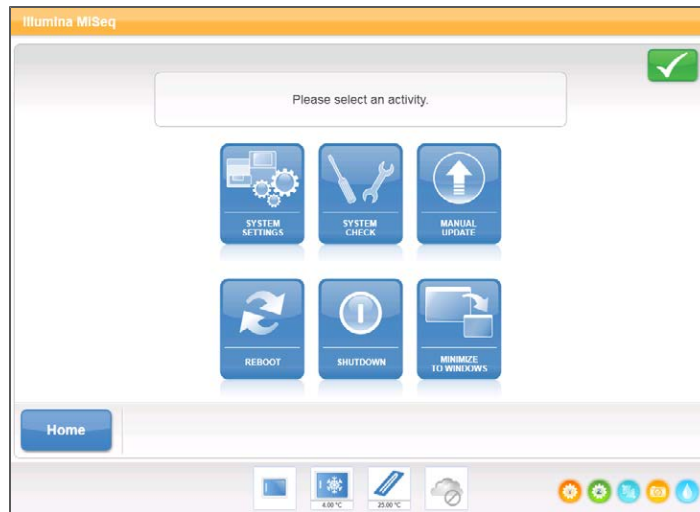 Illumina MiSeq
Please select an activity.
SYSTEM
SETTINGS
SYSTEM
CHECK
MANUAL
UPDATE
REBOOT
SHUTDOWN
MINIMIZE
TO WINDOWS
Home
4.00 °C
25.00 °C